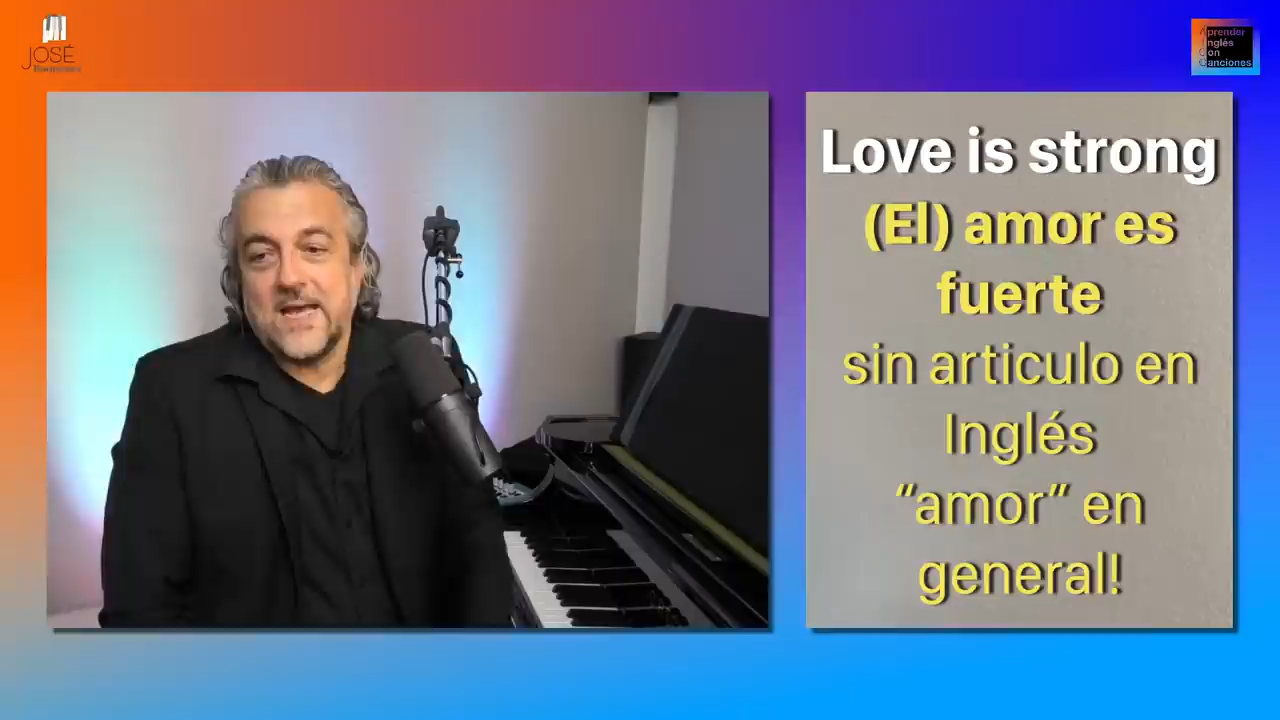 JOSÉ
Aprender
Inglés
Con
Canciones
Love is strong
(El) amor es
fuerte
sin articulo en
Inglés
“amor” en
general!